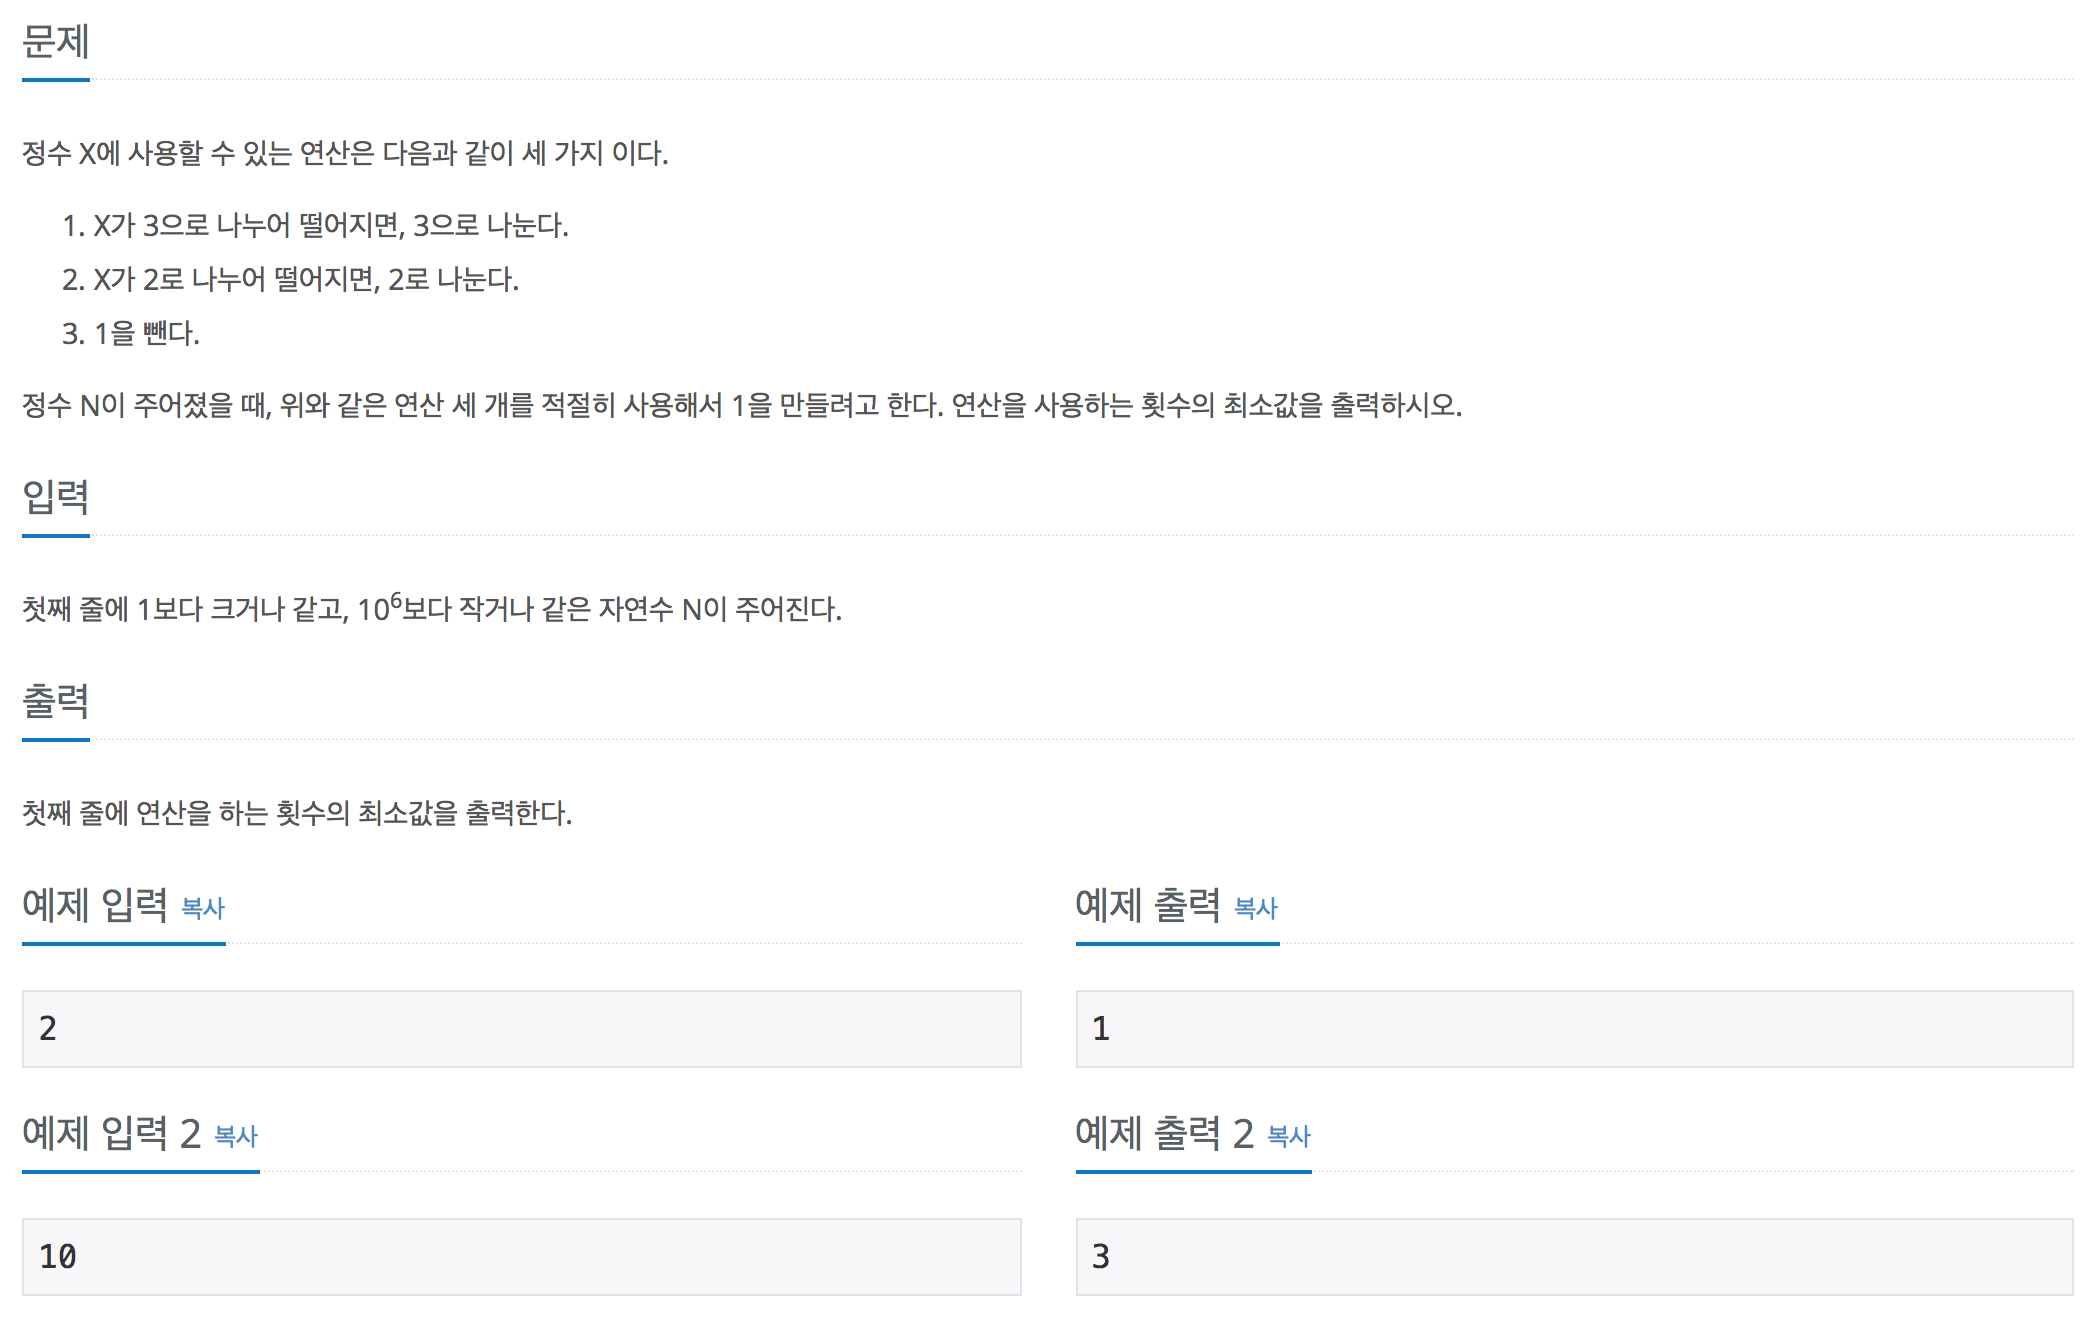 문제
정수 X에 사용할 수 있는 연산은 다음과 같이 세 가지 이다.
1. X가 3으로 나누어 떨어지면, 3으로 나눈다.
2. X가 2로 나누어 떨어지면, 2로 나눈다.
3. 1을 뺀다.
정수 N이 주어졌을 때, 위와 같은 연산 세 개를 적절히 사용해서 1을 만들려고 한다. 연산을 사용하는 횟수의 최소값을 출력하시오.
입력
첫째 줄에 1보다 크거나 같고, 10⁶보다 작거나 같은 자연수 N이 주어진다.
출력
첫째 줄에 연산을 하는 횟수의 최소값을 출력한다.
예제 입력 복사
예제 출력 복사
2
1
예제 입력 2 복사
예제 출력 2 복사
10
3